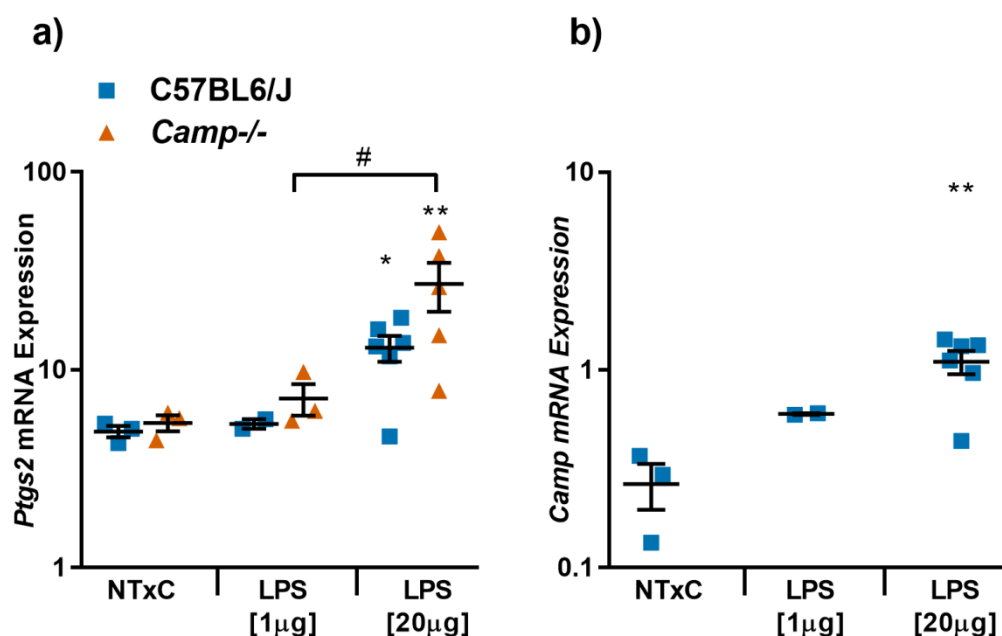 a)
C57BL6/J
Camp-/-
#
**
*
100
10
1
Ptgs2 mRNA Expression
NTxC
LPS
[1μg]
LPS
[20μg]
b)
**
10
1
0.1
Camp mRNA Expression
NTxC
LPS
[1μg]
LPS
[20μg]